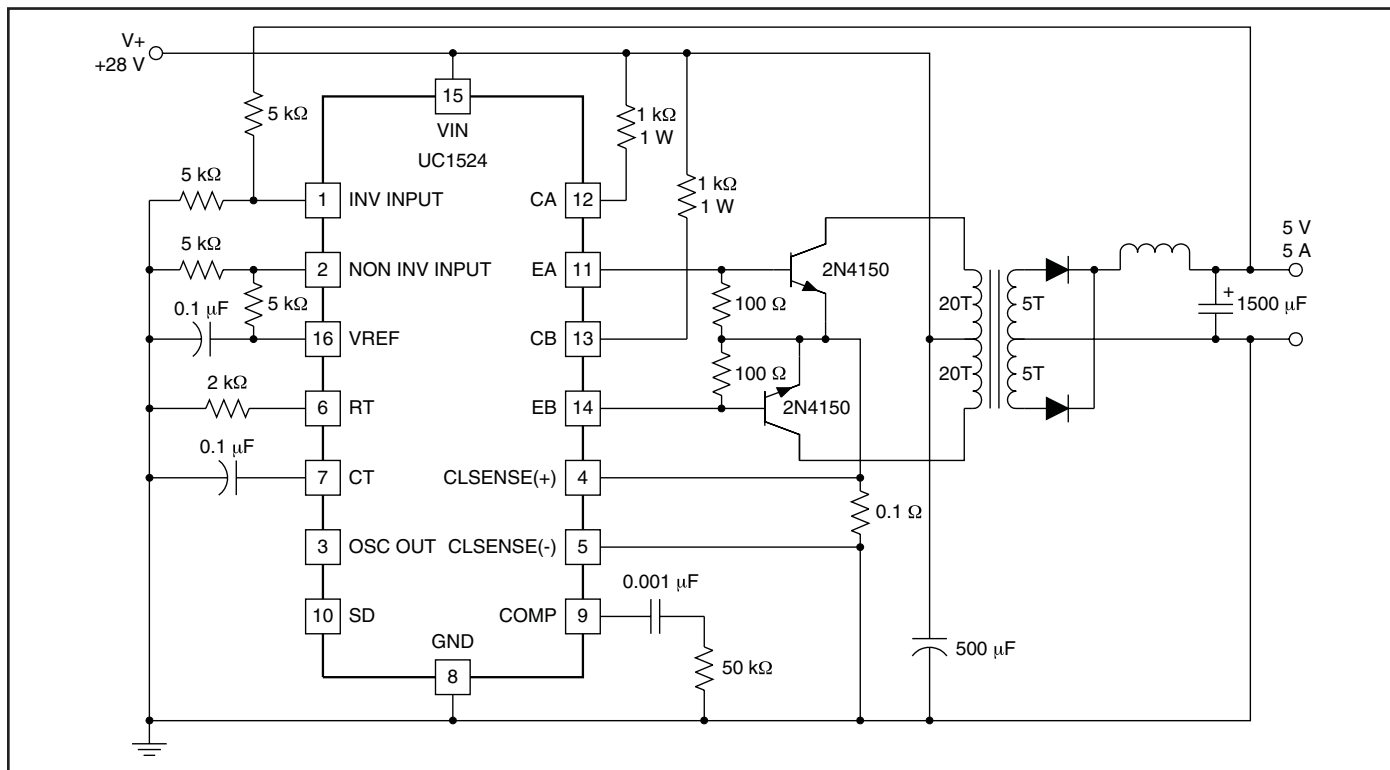 V+
+28 V
15
VIN
UC1524
5 kΩ
1 kΩ
1 W
1 kΩ
1 W
5 kΩ
1
INV INPUT
CA
12
5 kΩ
2
NON INV INPUT
EA
11
2N4150
5 kΩ
100 Ω
0.1 µF
16
VREF
CB
13
100 Ω
2 kΩ
6
RT
EB
14
2N4150
20T
5T
20T
5T
5 V
5 A
+
1500 µF
0.1 µF
7
CT
CLSENSE(+)
4
0.1 Ω
3
OSC OUT
CLSENSE(-)
5
0.001 µF
10
SD
COMP
9
GND
8
50 kΩ
500 µF